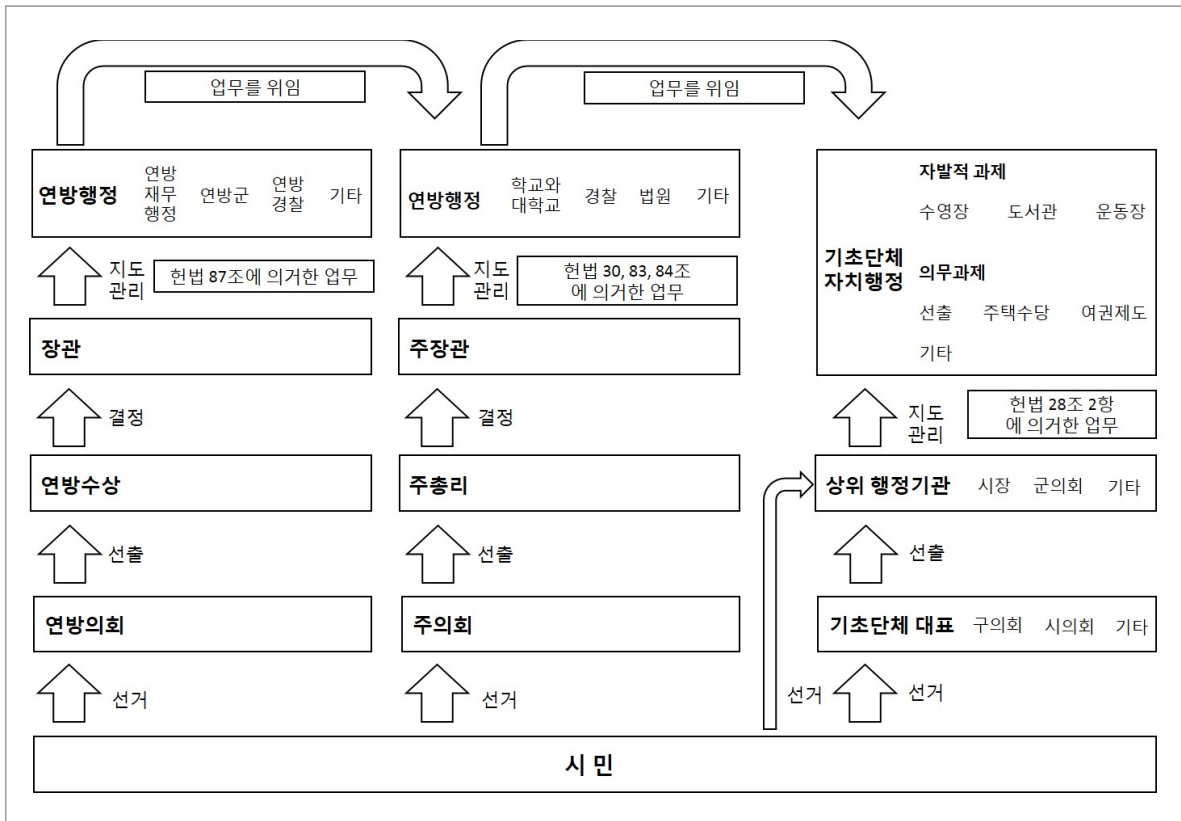 업무를 위임
업무를 위임
연방행정
연방
재무
행정
연방군
연방
경찰
기타
연방행정
학교와
대학교
경찰
법원
기타
기초단체
자치행정
자발적 과제
수영장 도서관 운동장
의무과제
선출 주택수당 여권제도
기타
지도
관리
헌법 87조에 의거한 업무
지도
관리
헌법 30, 83, 84조
에 의거한 업무
장관
주장관
결정
결정
지도
관리
헌법 28조 2항
에 의거한 업무
연방수상
주총리
상위 행정기관 시장 군의회 기타
선출
선출
선출
연방의회
주의회
기초단체 대표 구의회 시의회 기타
선거
선거
선거
선거
시 민